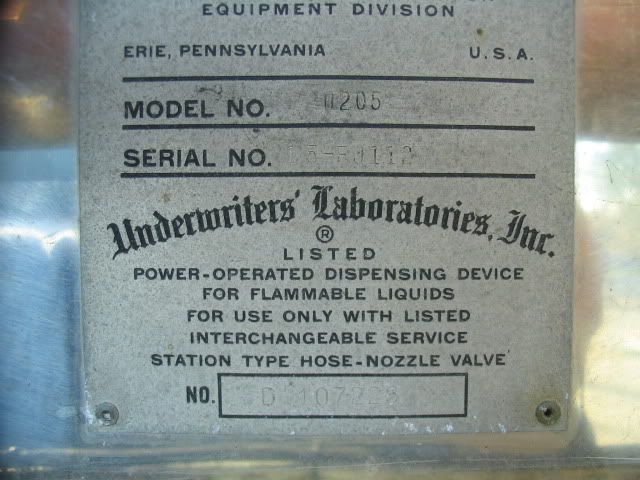 EQUIPMENT DIVISION
ERIE, PENNSYLVANIA U.S.A.
MODEL NO.
SERIAL NO.
Underwriters' Laboratories, Inc.
®
LISTED
POWER-OPERATED DISPENSING DEVICE
FOR FLAMMABLE LIQUIDS
FOR USE ONLY WITH LISTED
INTERCHANGEABLE SERVICE
STATION TYPE HOSE-NOZZLE VALVE
NO. D